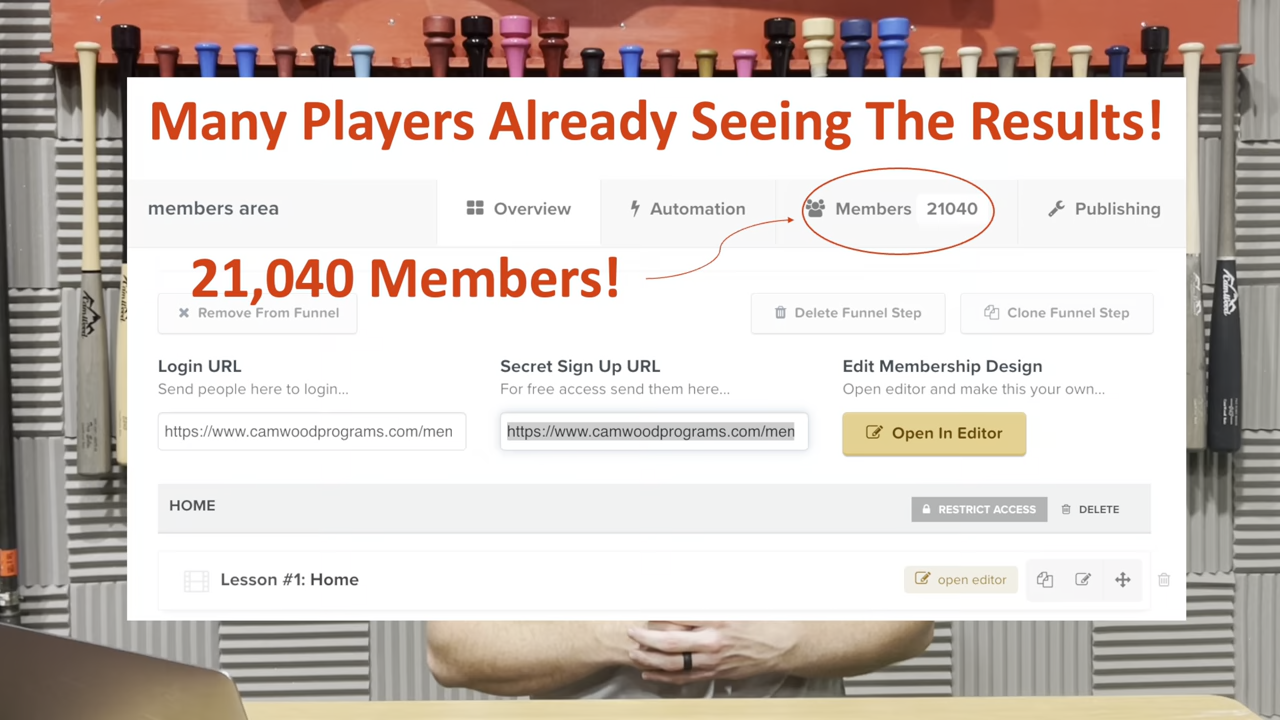 Many Players Already Seeing The Results!
members area
Overview
Automation
Members 21040
Publishing
21,040 Members!
Remove From Funnel
Delete Funnel Step
Clone Funnel Step
Login URL
Secret Sign Up URL
Edit Membership Design
Send people here to login...
For free access send them here...
Open editor and make this your own...
https://www.camwoodprograms.com/men
https://www.camwoodprograms.com/men
Open In Editor
HOME
RESTRICT ACCESS
DELETE
Lesson #1: Home
open editor